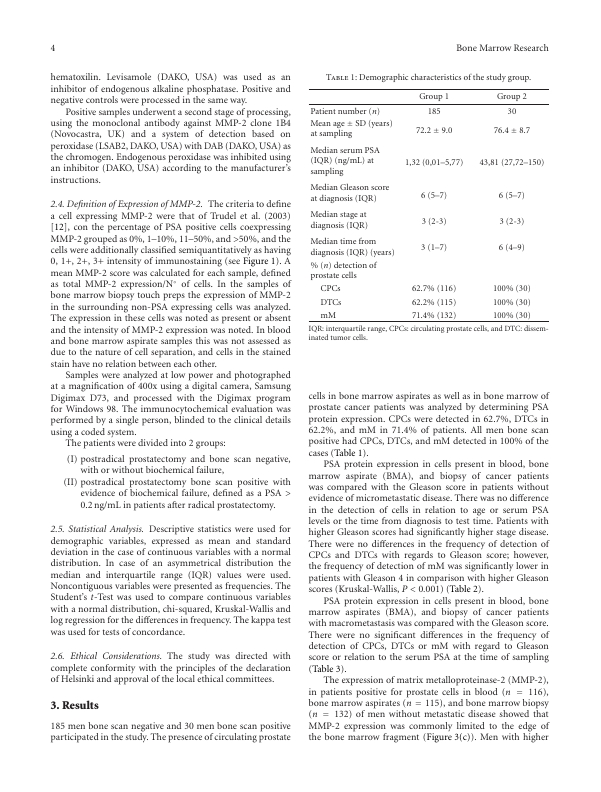 4
Bone Marrow Research
hematoxilin. Levisamole (DAKO, USA) was used as an
inhibitor of endogenous alkaline phosphatase. Positive and
negative controls were processed in the same way.
Positive samples underwent a second stage of processing,
using the monoclonal antibody against MMP-2 clone 1B4
(Novocastra, UK) and a system of detection based on
peroxidase (LSAB2, DAKO, USA) with DAB (DAKO, USA) as
the chromogen. Endogenous peroxidase was inhibited using
an inhibitor (DAKO, USA) according to the manufacturer's
instructions.
2.4. Definition of Expression of MMP-2. The criteria to define
a cell expressing MMP-2 were that of Trudel et al. (2003)
[12], con the percentage of PSA positive cells coexpressing
MMP-2 grouped as 0%, 1–10%, 11–50%, and >50%, and the
cells were additionally classified semiquantitatively as having
0, 1+, 2+, 3+ intensity of immunostaining (see Figure 1). A
mean MMP-2 score was calculated for each sample, defined
as total MMP-2 expression/N° of cells. In the samples of
bone marrow biopsy touch preps the expression of MMP-2
in the surrounding non-PSA expressing cells was analyzed.
The expression in these cells was noted as present or absent
and the intensity of MMP-2 expression was noted. In blood
and bone marrow aspirate samples this was not assessed as
due to the nature of cell separation, and cells in the stained
stain have no relation between each other.
Samples were analyzed at low power and photographed
at a magnification of 400x using a digital camera, Samsung
Digimax D73, and processed with the Digimax program
for Windows 98. The immunocytochemical evaluation was
performed by a single person, blinded to the clinical details
using a coded system.
The patients were divided into 2 groups:
(I) postradical prostatectomy and bone scan negative,
with or without biochemical failure,
(II) postradical prostatectomy bone scan positive with
evidence of biochemical failure, defined as a PSA >
0.2 ng/mL in patients after radical prostatectomy.
2.5. Statistical Analysis. Descriptive statistics were used for
demographic variables, expressed as mean and standard
deviation in the case of continuous variables with a normal
distribution. In case of an asymmetrical distribution the
median and interquartile range (IQR) values were used.
Noncontiguous variables were presented as frequencies. The
Student's t-Test was used to compare continuous variables
with a normal distribution, chi-squared, Kruskal-Wallis and
log regression for the differences in frequency. The kappa test
was used for tests of concordance.
2.6. Ethical Considerations. The study was directed with
complete conformity with the principles of the declaration
of Helsinki and approval of the local ethical committees.
3. Results
185 men bone scan negative and 30 men bone scan positive
participated in the study. The presence of circulating prostate
TABLE 1: Demographic characteristics of the study group.
Group 1 Group 2
Patient number (n) 185 30
Mean age ± SD (years)
at sampling 72.2 ± 9.0 76.4 ± 8.7
Median serum PSA
(IQR) (ng/mL) at
sampling 1,32 (0,01–5,77) 43,81 (27,72–150)
Median Gleason score
at diagnosis (IQR) 6 (5–7) 6 (5–7)
Median stage at
diagnosis (IQR) 3 (2-3) 3 (2-3)
Median time from
diagnosis (IQR) (years) 3 (1–7) 6 (4–9)
% (n) detection of
prostate cells
CPCs 62.7% (116) 100% (30)
DTCs 62.2% (115) 100% (30)
mM 71.4% (132) 100% (30)
IQR: interquartile range, CPCs: circulating prostate cells, and DTC: dissem-
inated tumor cells.
cells in bone marrow aspirates as well as in bone marrow of
prostate cancer patients was analyzed by determining PSA
protein expression. CPCs were detected in 62.7%, DTCs in
62.2%, and mM in 71.4% of patients. All men bone scan
positive had CPCs, DTCs, and mM detected in 100% of the
cases (Table 1).
PSA protein expression in cells present in blood, bone
marrow aspirate (BMA), and biopsy of cancer patients
was compared with the Gleason score in patients without
evidence of micrometastatic disease. There was no difference
in the detection of cells in relation to age or serum PSA
levels or the time from diagnosis to test time. Patients with
higher Gleason Scores had significantly higher stage disease.
There were no differences in the frequency of detection of
CPCs and DTCs with regards to Gleason score; however,
the frequency of detection of mM was significantly lower in
patients with Gleason 4 in comparison with higher Gleason
scores (Kruskal-Wallis, P < 0.001) (Table 2).
PSA protein expression in cells present in blood, bone
marrow aspirates (BMA), and biopsy of cancer patients
with macrometastasis was compared with the Gleason score.
There were no significant differences in the frequency of
detection of CPCs, DTCs or mM with regard to Gleason
score or relation to the serum PSA at the time of sampling
(Table 3).
The expression of matrix metalloproteinase-2 (MMP-2),
in patients positive for prostate cells in blood (n = 116),
bone marrow aspirates (n = 115), and bone marrow biopsy
(n = 132) of men without metastatic disease showed that
MMP-2 expression was commonly limited to the edge of
the bone marrow fragment (Figure 3(c)). Men with higher